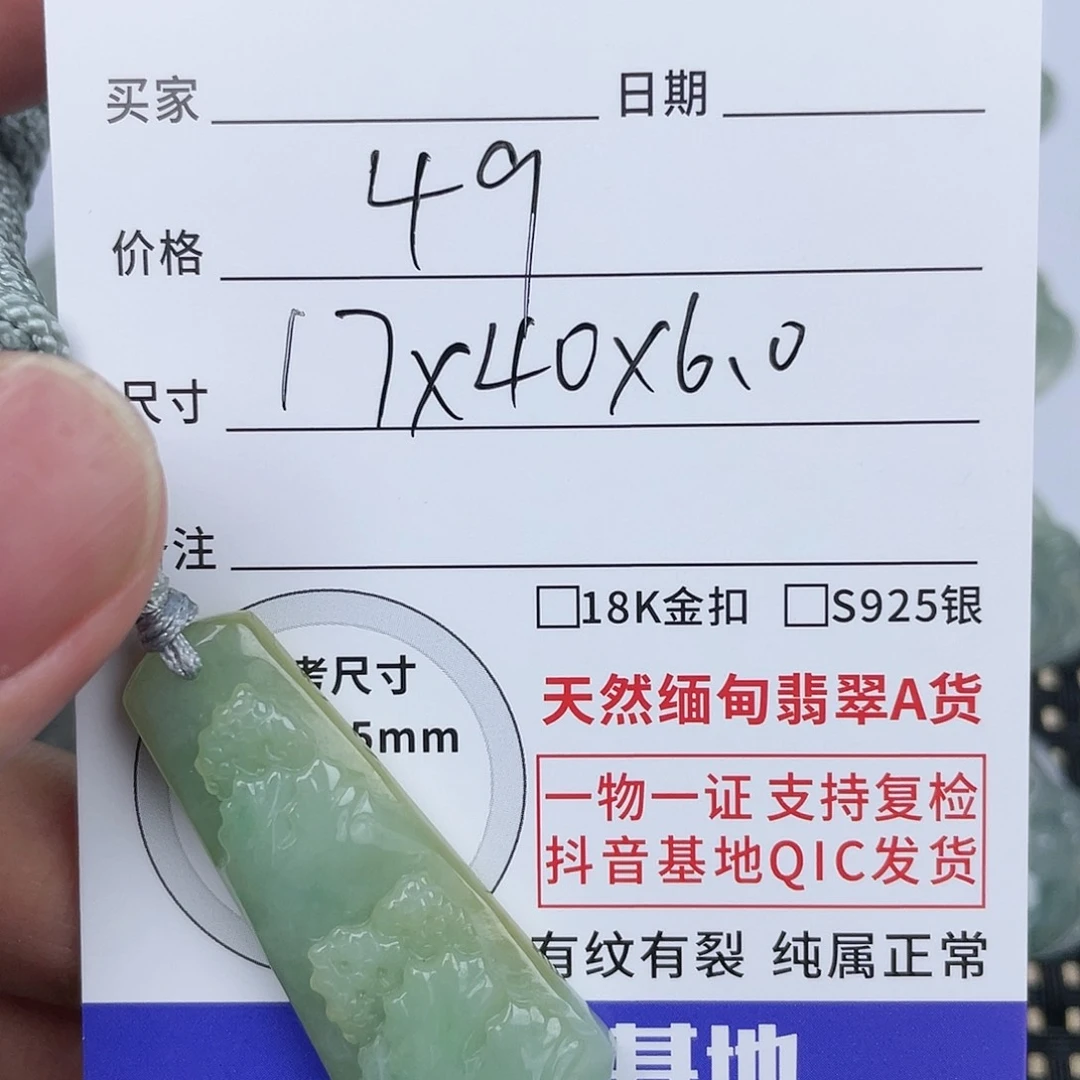 买家 日期
价格 49
尺寸 17x40x6.0
注
□18K金扣 □S925银
考尺寸
5mm
天然缅甸翡翠A货
一物一证 支持复检
抖音基地QIC发货
有纹有裂 纯属正常
基地